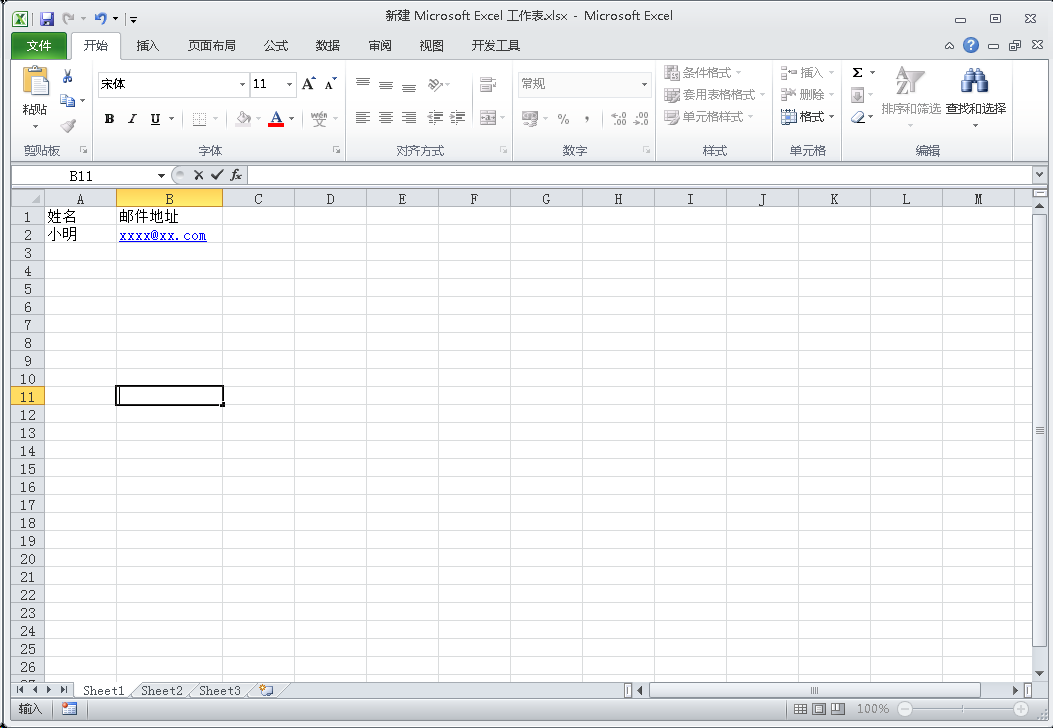 新建 Microsoft Excel 工作表.xlsx - Microsoft Excel
文件 开始 插入 页面布局 公式 数据 审阅 视图 开发工具
宋体 11 A A 常规 条件格式 插入 Σ
粘贴 套用表格格式 删除 排序和筛选 查找和选择
B I U A 文 % , .00 .00 单元格样式 格式
剪贴板 字体 对齐方式 数字 样式 单元格 编辑
B11 fx
A B C D E F G H I J K L M
1 姓名 邮件地址
2 小明 xxxx@xx.com
3
4
5
6
7
8
9
10
11
12
13
14
15
16
17
18
19
20
21
22
23
24
25
26
Sheet1 Sheet2 Sheet3
输入 100%